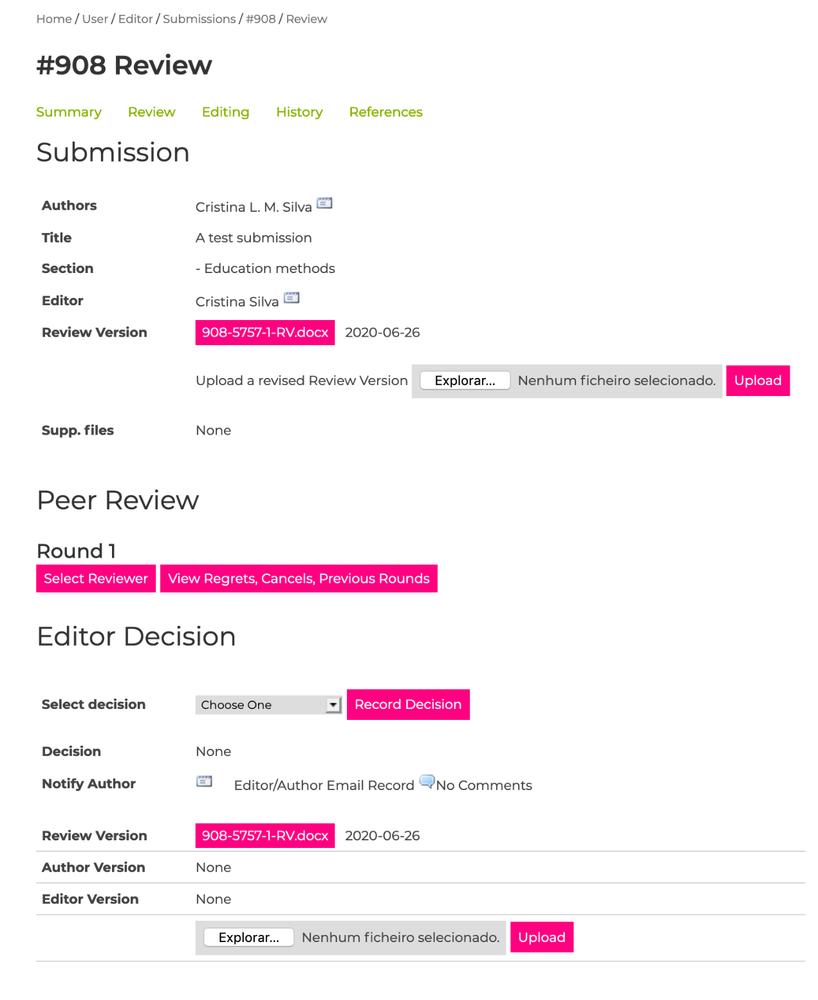 Home / User / Editor / Submissions / #908 / Review
#908 Review
Summary Review Editing History References
Submission
Authors Cristina L. M. Silva
Title A test submission
Section - Education methods
Editor Cristina Silva
Review Version 908-5757-1-RV.docx 2020-06-26
Upload a revised Review Version Explorar... Nenhum ficheiro selecionado. Upload
Supp. files None
Peer Review
Round 1
Select Reviewer View Regrets, Cancels, Previous Rounds
Editor Decision
Select decision Choose One Record Decision
Decision None
Notify Author Editor/Author Email Record No Comments
Review Version 908-5757-1-RV.docx 2020-06-26
Author Version None
Editor Version None
Explorar... Nenhum ficheiro selecionado. Upload